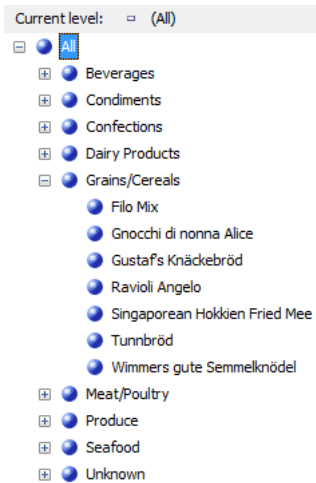 Current level: (All)
All
Beverages
Condiments
Confections
Dairy Products
Grains/Cereals
Filo Mix
Gnocchi di nonna Alice
Gustaf's Knäckebröd
Ravioli Angelo
Singaporean Hokkien Fried Mee
Tunnbröd
Wimmers gute Semmelknödel
Meat/Poultry
Produce
Seafood
Unknown